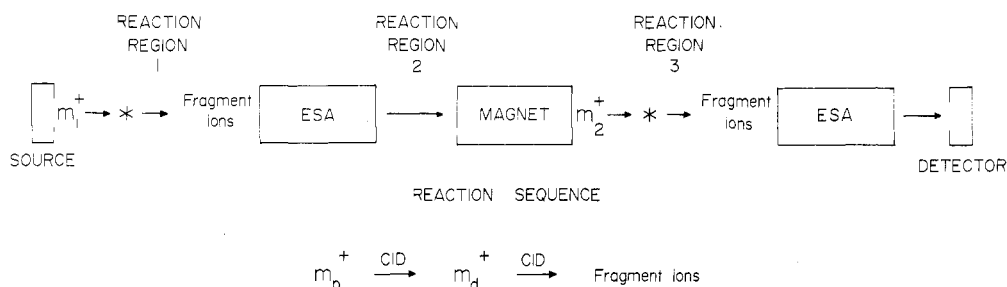 REACTION REGION 1
REACTION REGION 2
REACTION REGION 3
SOURCE
m₁⁺ → * → Fragment ions
ESA
MAGNET
m₂⁺ → * → Fragment ions
ESA
DETECTOR
REACTION SEQUENCE
mₚ⁺ CID → m_d⁺ CID → Fragment ions